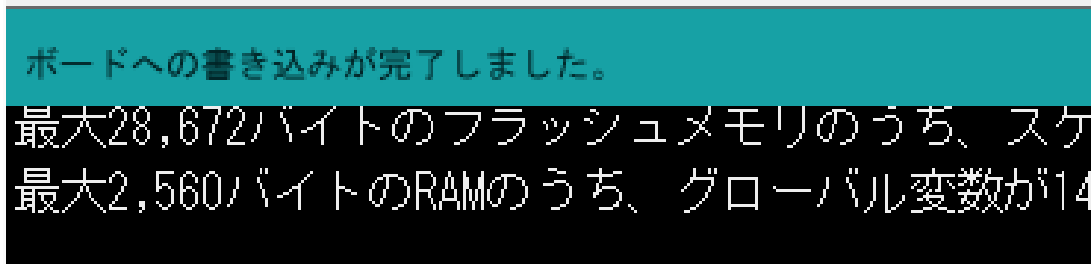 ボードへの書き込みが完了しました。
最大28,672バイトのフラッシュメモリのうち、スケ
最大2,560バイトのRAMのうち、グローバル変数が14